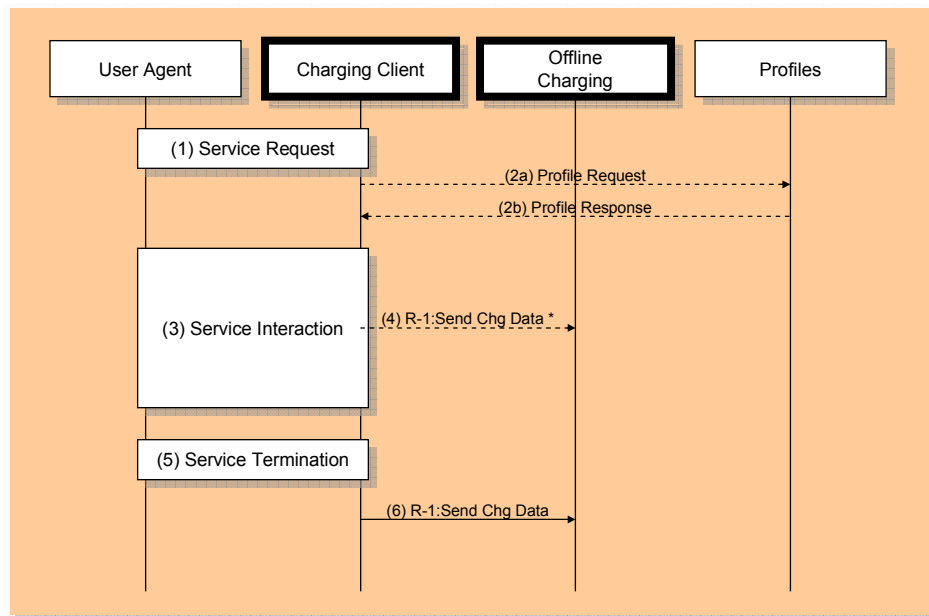 User Agent
Charging Client
Offline
Charging
Profiles
(1) Service Request
(2a) Profile Request
(2b) Profile Response
(3) Service Interaction
(4) R-1:Send Chg Data *
(5) Service Termination
(6) R-1:Send Chg Data